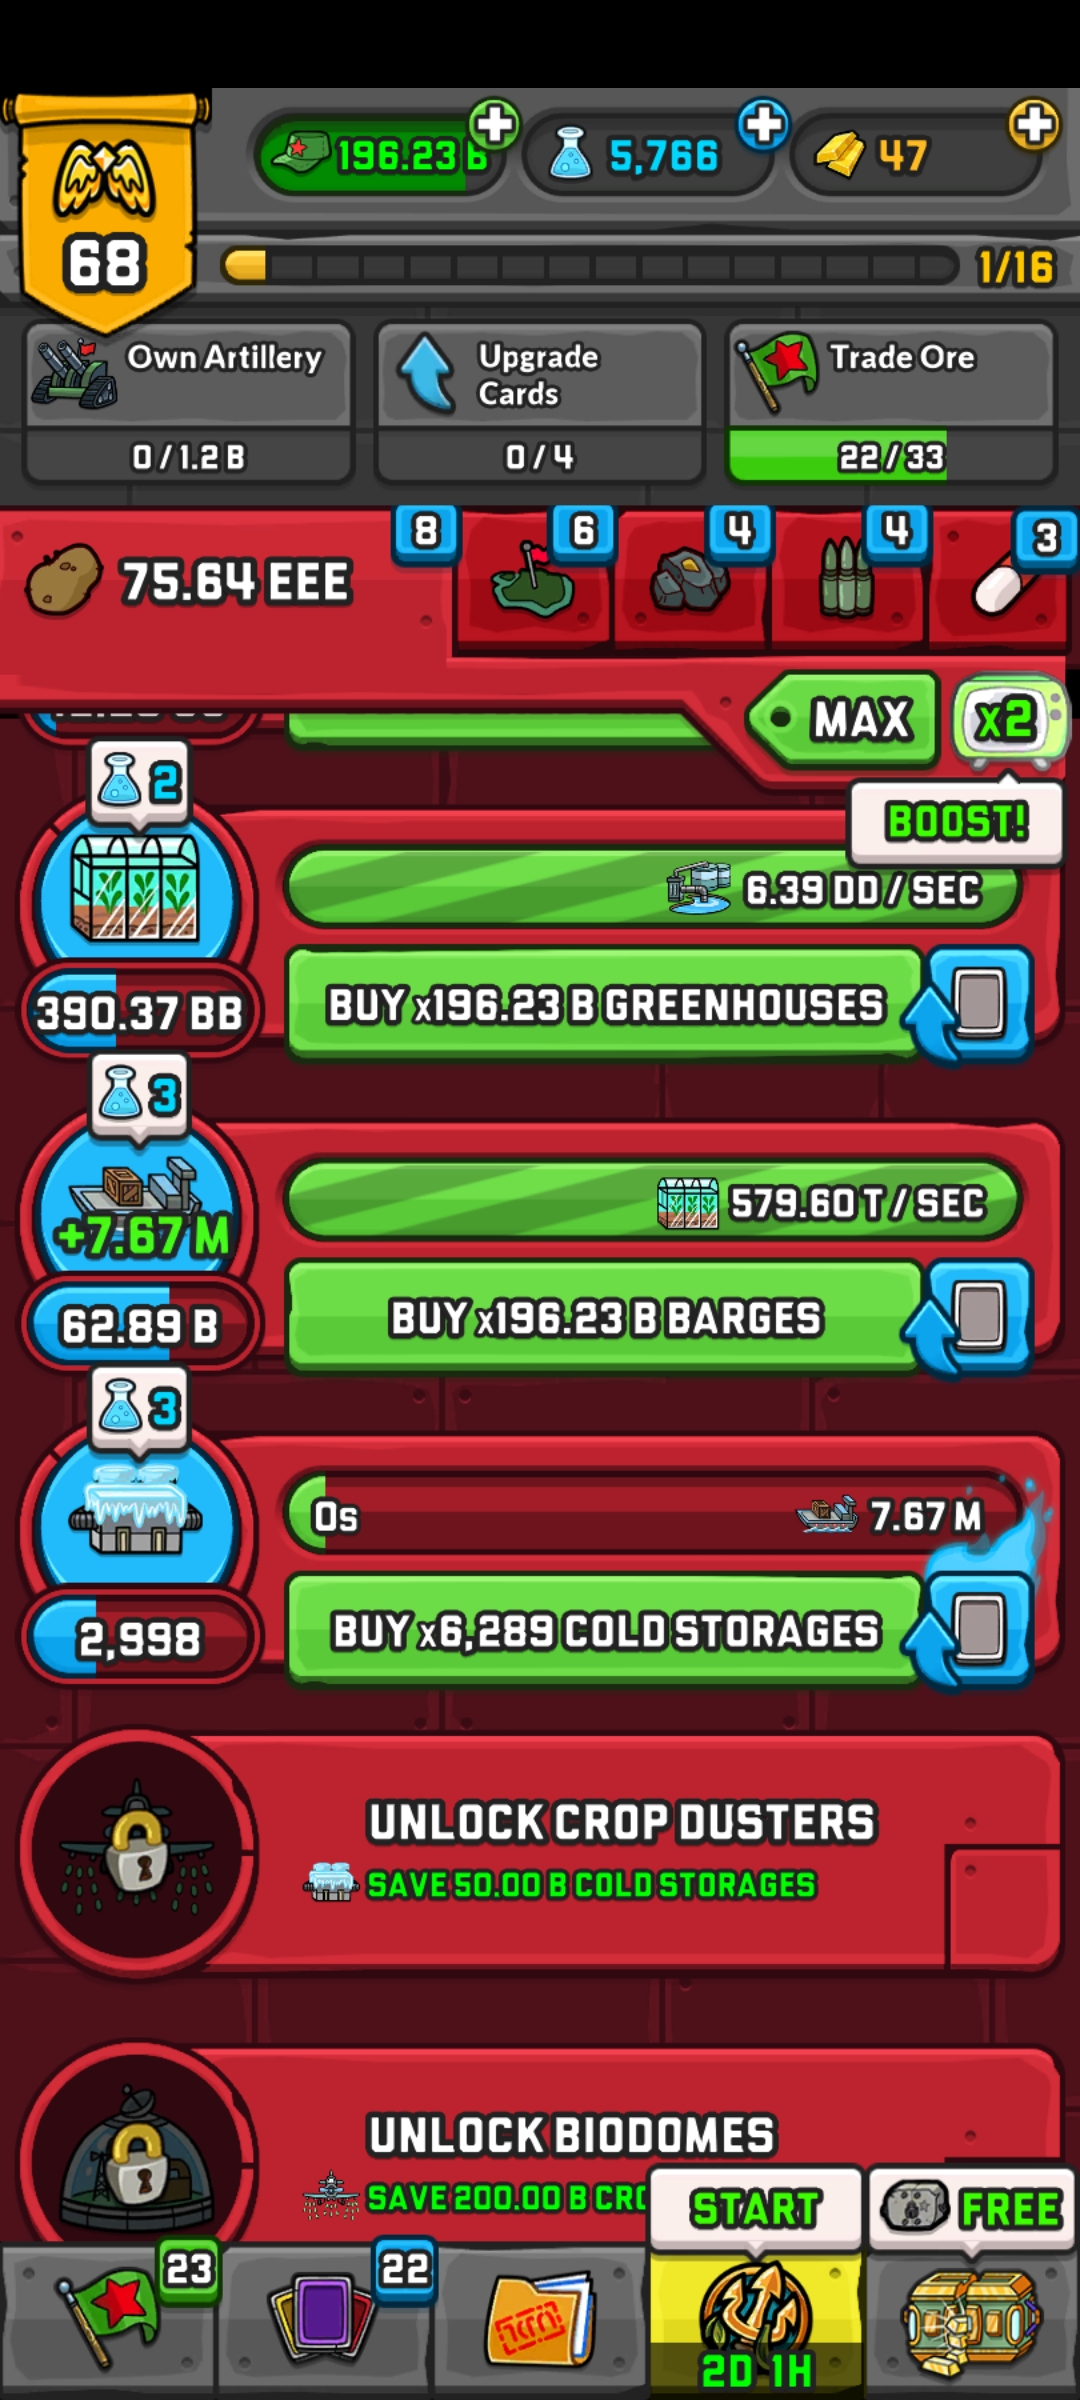 196.23 B
5,766
47
68
1/16
Own Artillery
0 / 1.2 B
Upgrade
Cards
0 / 4
Trade Ore
22 / 33
75.64 EEE
8
6
4
4
3
MAX
x2
BOOST!
2
6.39 DD / SEC
390.37 BB
BUY x196.23 B GREENHOUSES
3
+7.67 M
579.60 T / SEC
62.89 B
BUY x196.23 B BARGES
3
0s
7.67 M
2,998
BUY x6,289 COLD STORAGES
UNLOCK CROP DUSTERS
SAVE 50.00 B COLD STORAGES
UNLOCK BIODOMES
SAVE 200.00 B CRO
START
FREE
23
22
2D 1H